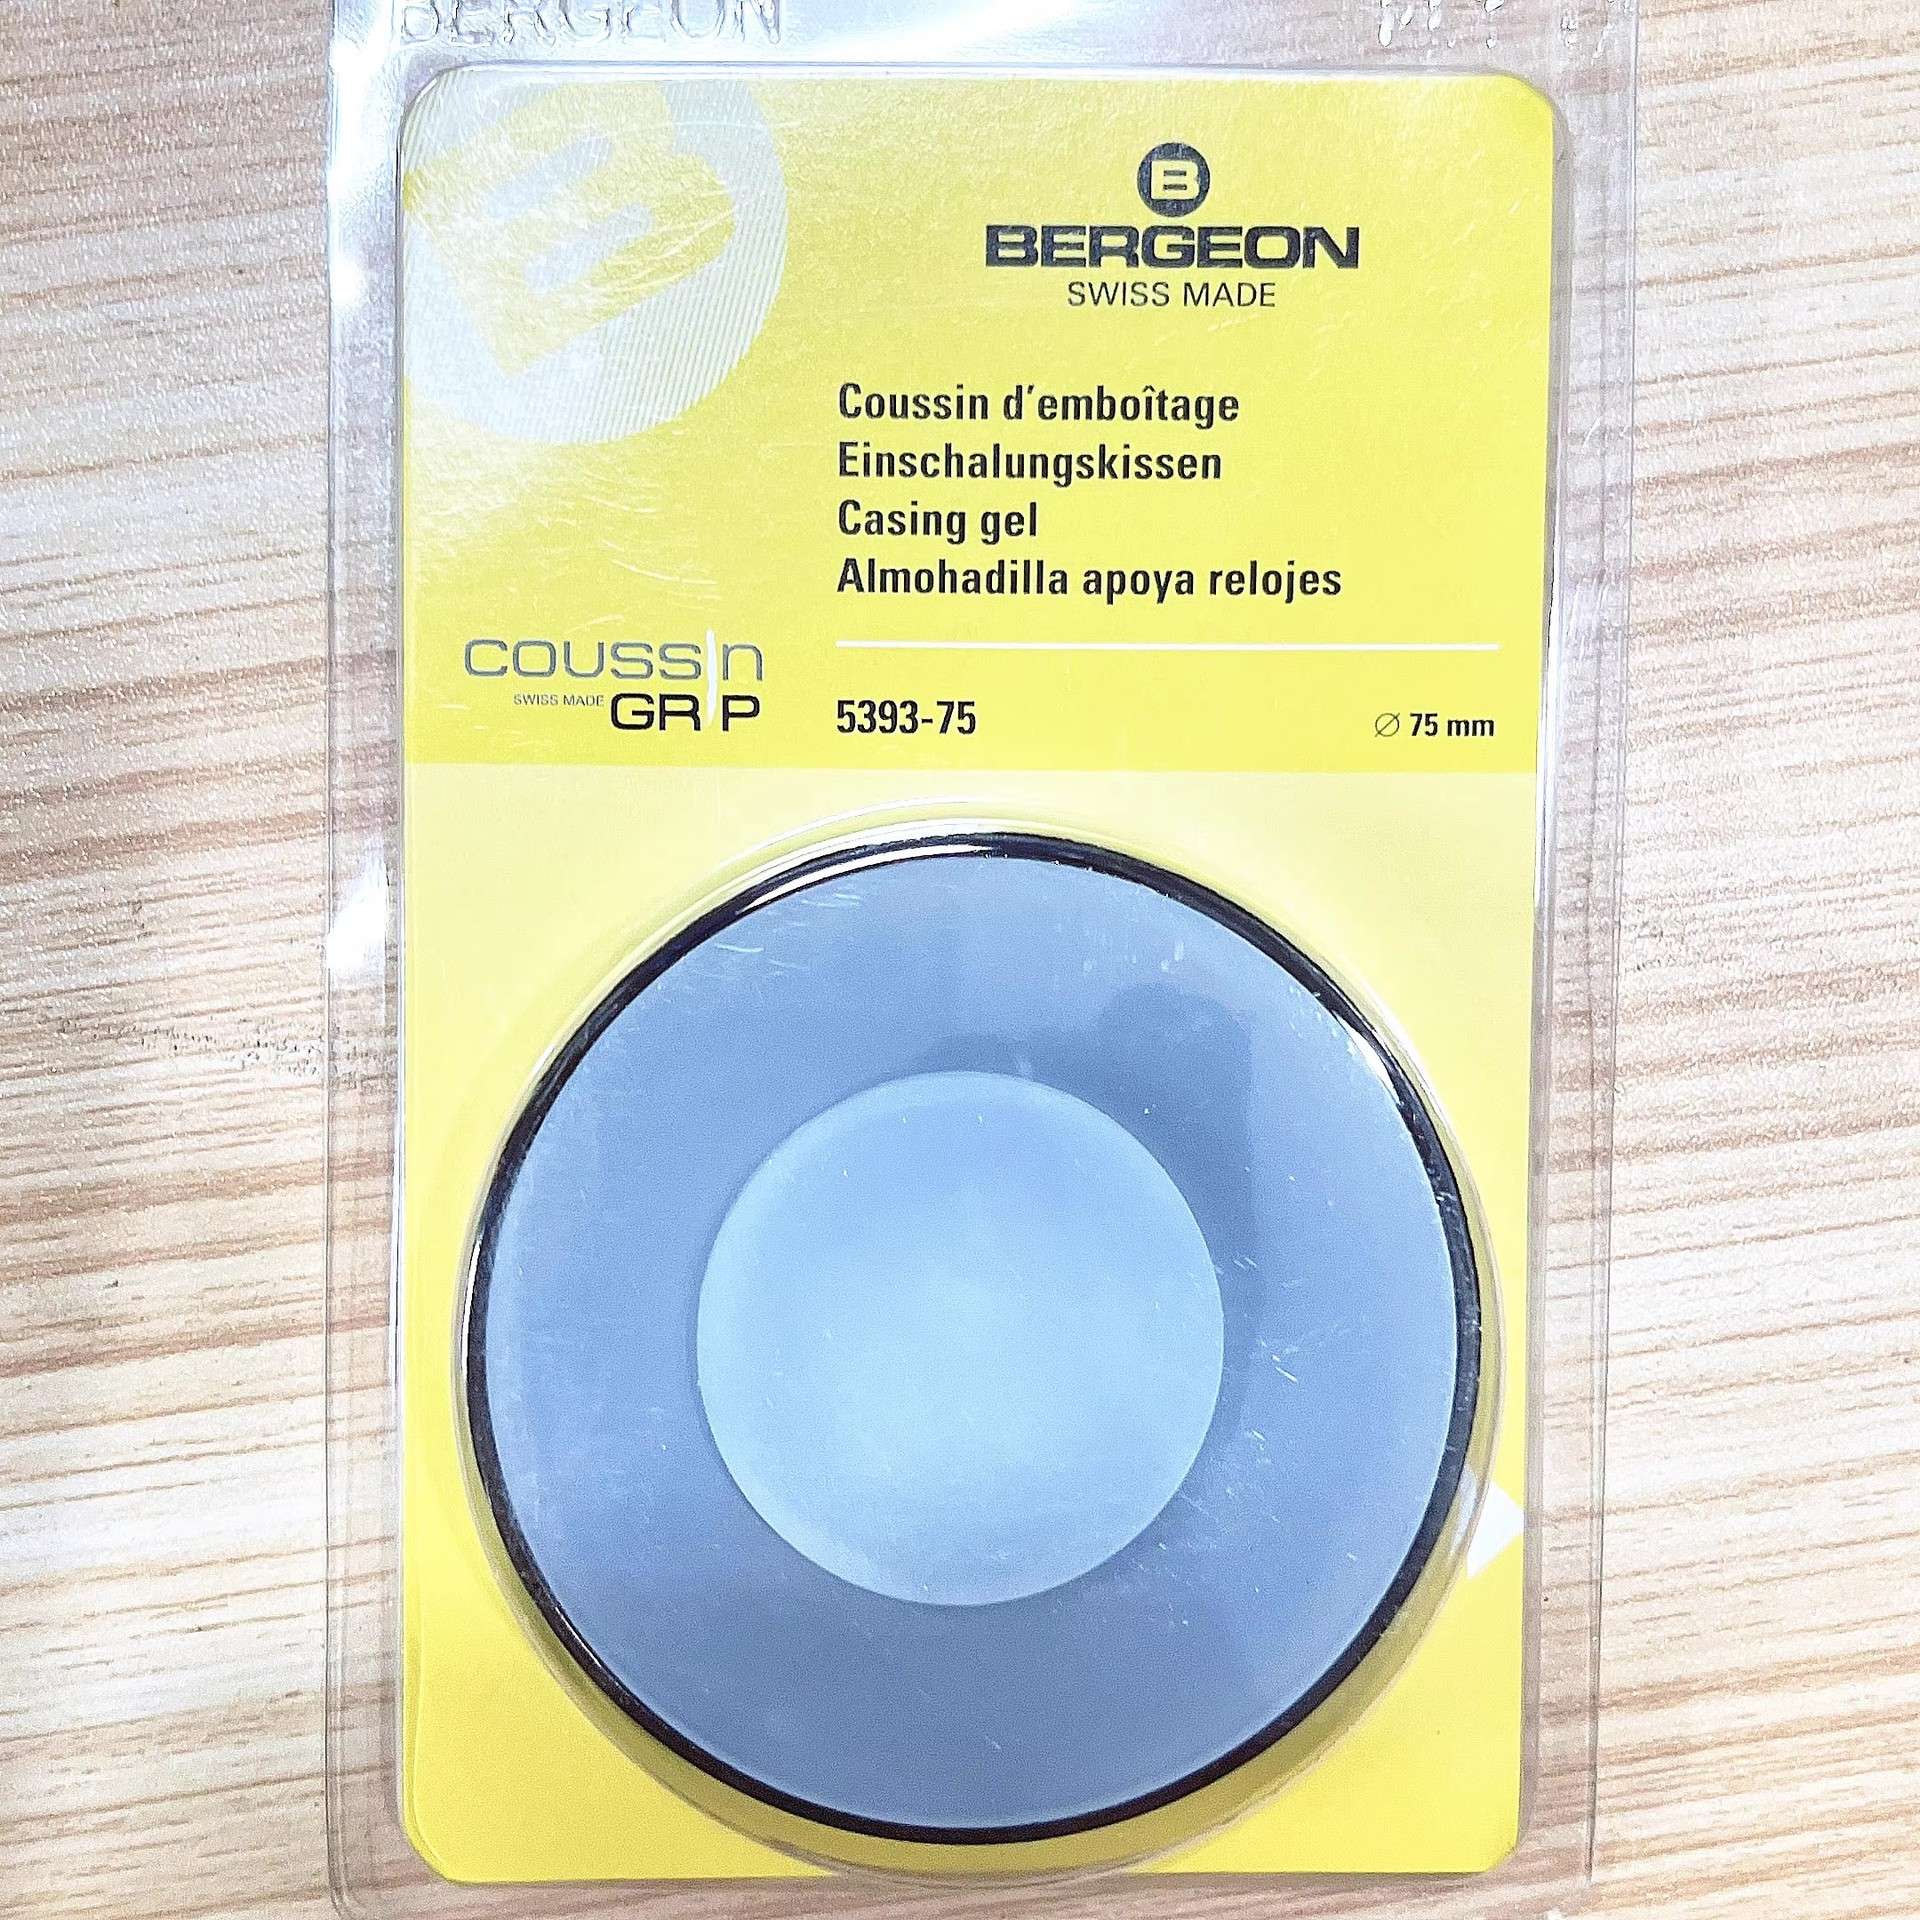 BERGEON
B
BERGEON
SWISS MADE
Coussin d'emboîtage
Einschalungskissen
Casing gel
Almohadilla apoya relojes
COUSSIN
SWISS MADE GRIP
5393-75
Ø 75 mm